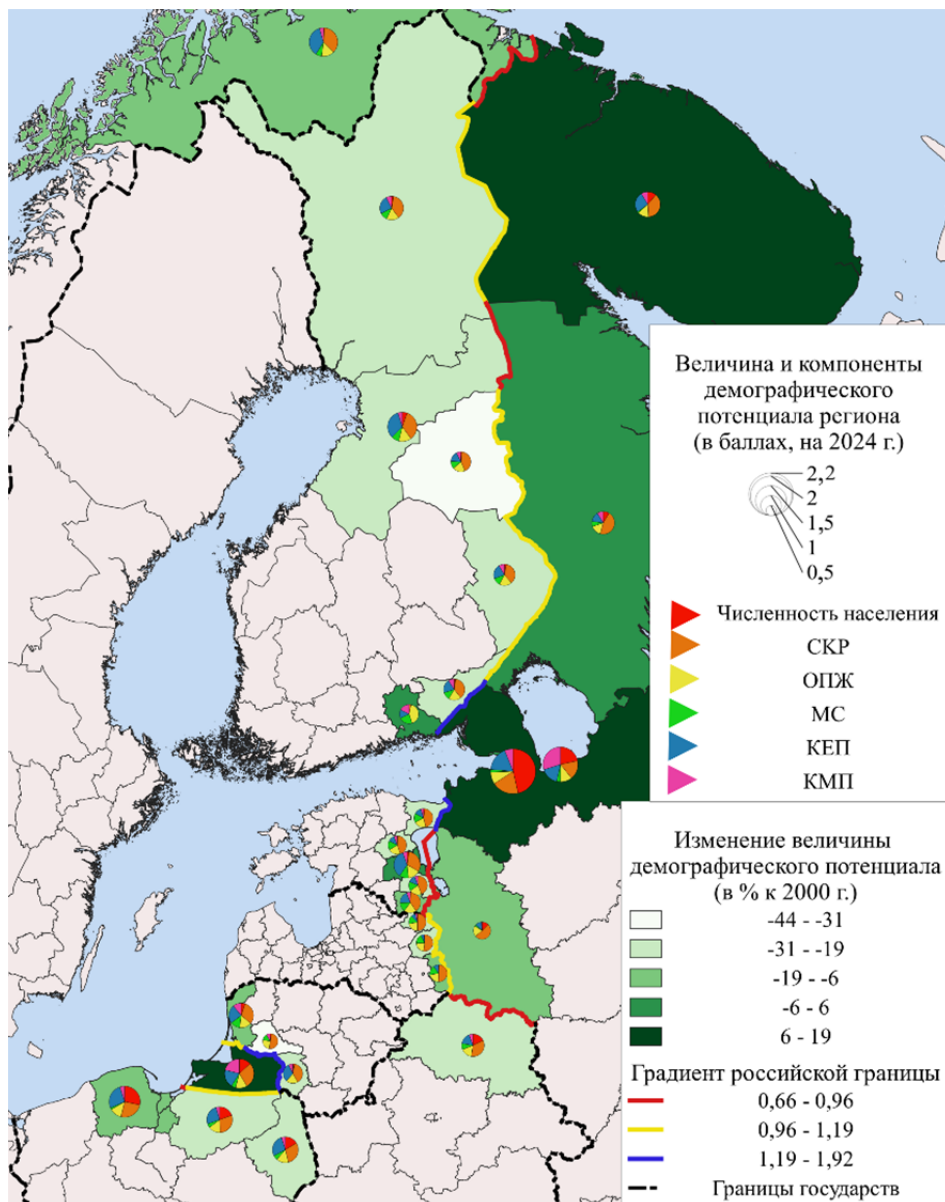 Величина и компоненты
демографического
потенциала региона
(в баллах, на 2024 г.)
2,2
2
1,5
1
0,5
Численность населения
СКР
ОПЖ
МС
КЕП
КМП
Изменение величины
демографического потенциала
(в % к 2000 г.)
-44 - -31
-31 - -19
-19 - -6
-6 - 6
6 - 19
Градиент российской границы
0,66 - 0,96
0,96 - 1,19
1,19 - 1,92
Границы государств